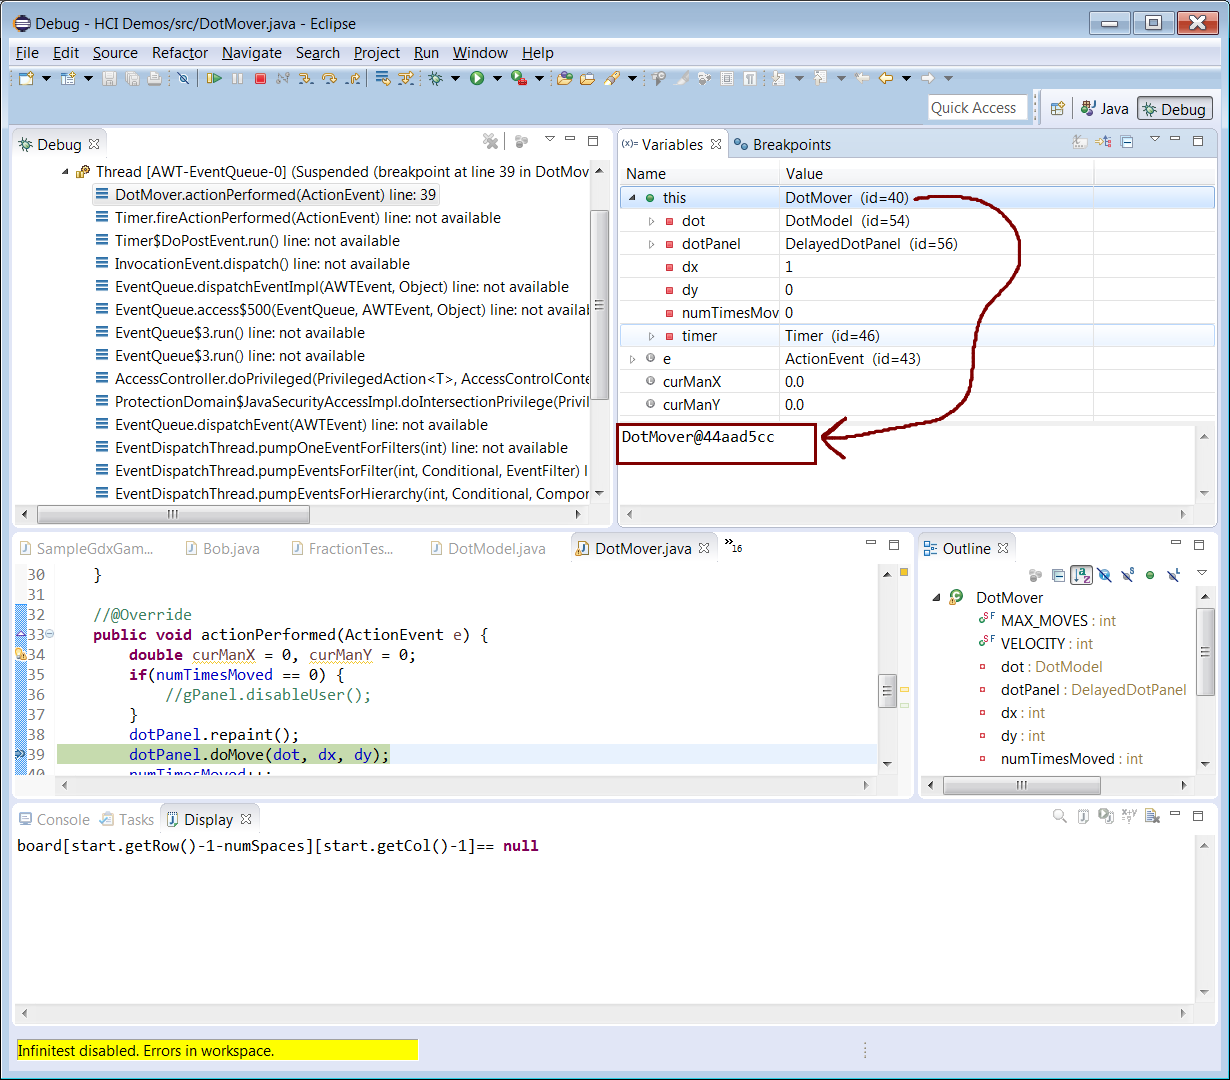 Debug - HCI Demos/src/DotMover.java - Eclipse
File Edit Source Refactor Navigate Search Project Run Window Help
Quick Access
Java
Debug
Debug
Thread [AWT-EventQueue-0] (Suspended (breakpoint at line 39 in DotMov
DotMover.actionPerformed(ActionEvent) line: 39
Timer.fireActionPerformed(ActionEvent) line: not available
Timer$DoPostEvent.run() line: not available
InvocationEvent.dispatch() line: not available
EventQueue.dispatchEventImpl(AWTEvent, Object) line: not available
EventQueue.access$500(EventQueue, AWTEvent, Object) line: not availal
EventQueue$3.run() line: not available
EventQueue$3.run() line: not available
AccessController.doPrivileged(PrivilegedAction<T>, AccessControlConte
ProtectionDomain$JavaSecurityAccessImpl.doIntersectionPrivilege(Privil
EventQueue.dispatchEvent(AWTEvent) line: not available
EventDispatchThread.pumpOneEventForFilters(int) line: not available
EventDispatchThread.pumpEventsForFilter(int, Conditional, EventFilter) l
EventDispatchThread.pumpEventsForHierarchy(int, Conditional, Compor
(x)= Variables
Breakpoints
Name Value
this DotMover (id=40)
dot DotModel (id=54)
dotPanel DelayedDotPanel (id=56)
dx 1
dy 0
numTimesMov 0
timer Timer (id=46)
e ActionEvent (id=43)
curManX 0.0
curManY 0.0
DotMover@44aad5cc
SampleGdxGam... Bob.java FractionTes... DotModel.java DotMover.java »16
30 }
31
32 //@Override
33 public void actionPerformed(ActionEvent e) {
34 double curManX = 0, curManY = 0;
35 if(numTimesMoved == 0) {
36 //gPanel.disableUser();
37 }
38 dotPanel.repaint();
39 dotPanel.doMove(dot, dx, dy);
40 numTimesMoved++;
Outline
DotMover
MAX_MOVES : int
VELOCITY : int
dot : DotModel
dotPanel : DelayedDotPanel
dx : int
dy : int
numTimesMoved : int
Console Tasks Display
board[start.getRow()-1-numSpaces][start.getCol()-1]== null
Infinitest disabled. Errors in workspace.